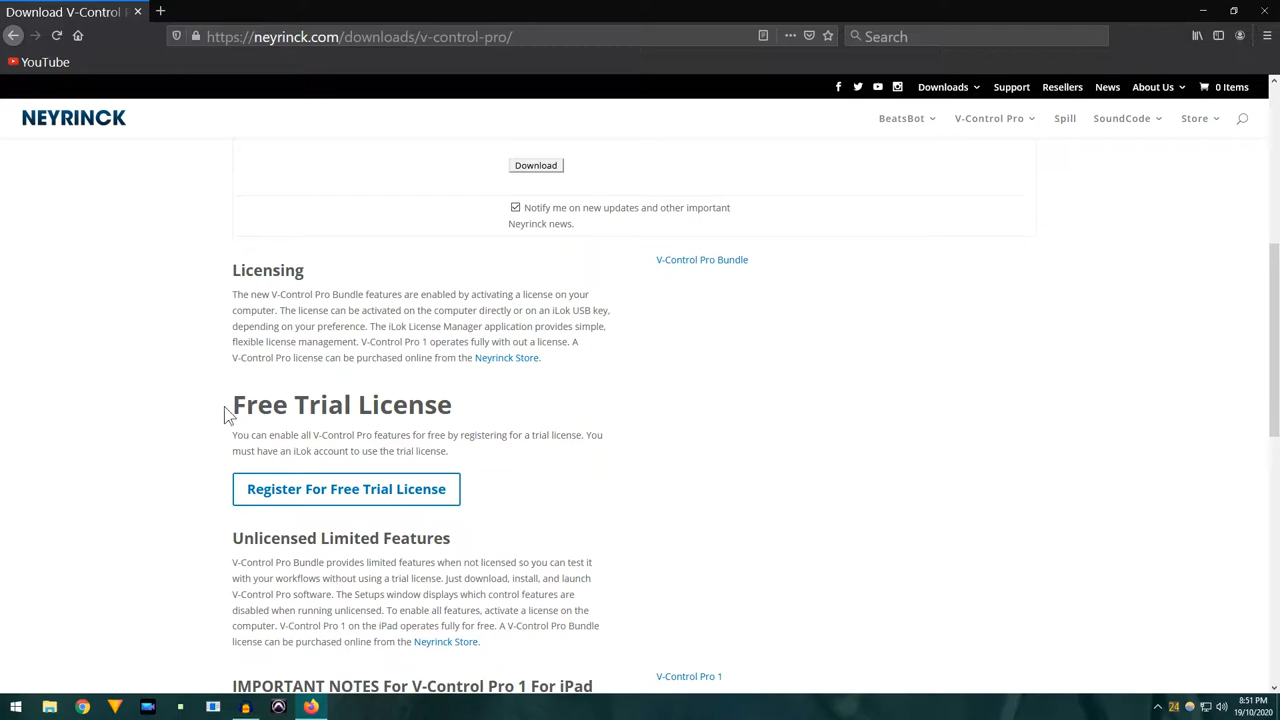 Download V-Control P
https://neyrinck.com/downloads/v-control-pro/
Search
YouTube
Downloads
Support
Resellers
News
About Us
0 Items
NEYRINCK
BeatsBot
V-Control Pro
Spill
SoundCode
Store
Download
Notify me on new updates and other important
Neyrinck news.
Licensing
The new V-Control Pro Bundle features are enabled by activating a license on your
computer. The license can be activated on the computer directly or on an iLok USB key,
depending on your preference. The iLok License Manager application provides simple,
flexible license management. V-Control Pro 1 operates fully with out a license. A
V-Control Pro license can be purchased online from the Neyrinck Store.
V-Control Pro Bundle
Free Trial License
You can enable all V-Control Pro features for free by registering for a trial license. You
must have an iLok account to use the trial license.
Register For Free Trial License
Unlicensed Limited Features
V-Control Pro Bundle provides limited features when not licensed so you can test it
with your workflows without using a trial license. Just download, install, and launch
V-Control Pro software. The Setups window displays which control features are
disabled when running unlicensed. To enable all features, activate a license on the
computer. V-Control Pro 1 on the iPad operates fully for free. A V-Control Pro Bundle
license can be purchased online from the Neyrinck Store.
IMPORTANT NOTES For V-Control Pro 1 For iPad
V-Control Pro 1
24
8:51 PM
19/10/2020